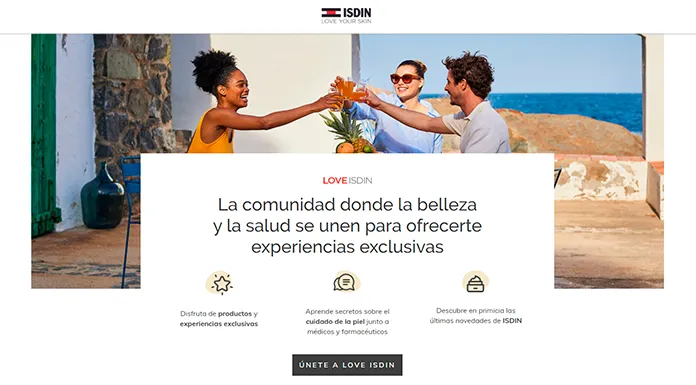 ISDIN
LOVE YOUR SKIN
LOVE ISDIN
La comunidad donde la belleza
y la salud se unen para ofrecerte
experiencias exclusivas
Disfruta de productos y
experiencias exclusivas
Aprende secretos sobre el
cuidado de la piel junto a
médicos y farmacéuticos
Descubre en primicia las
últimas novedades de ISDIN
ÚNETE A LOVE ISDIN